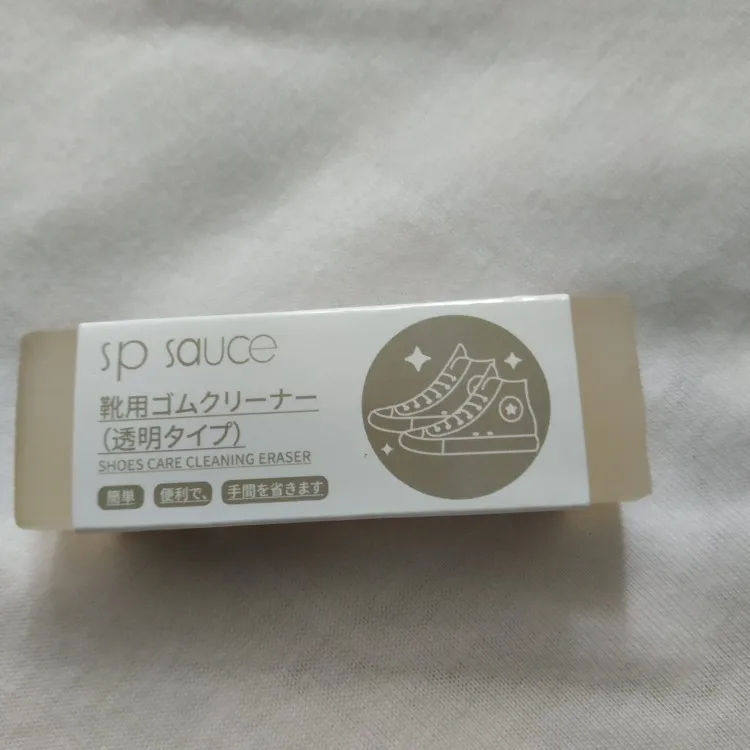 sp sauce
靴用ゴムクリーナー
(透明タイプ)
SHOES CARE CLEANING ERASER
簡単 便利で、 手間を省きます